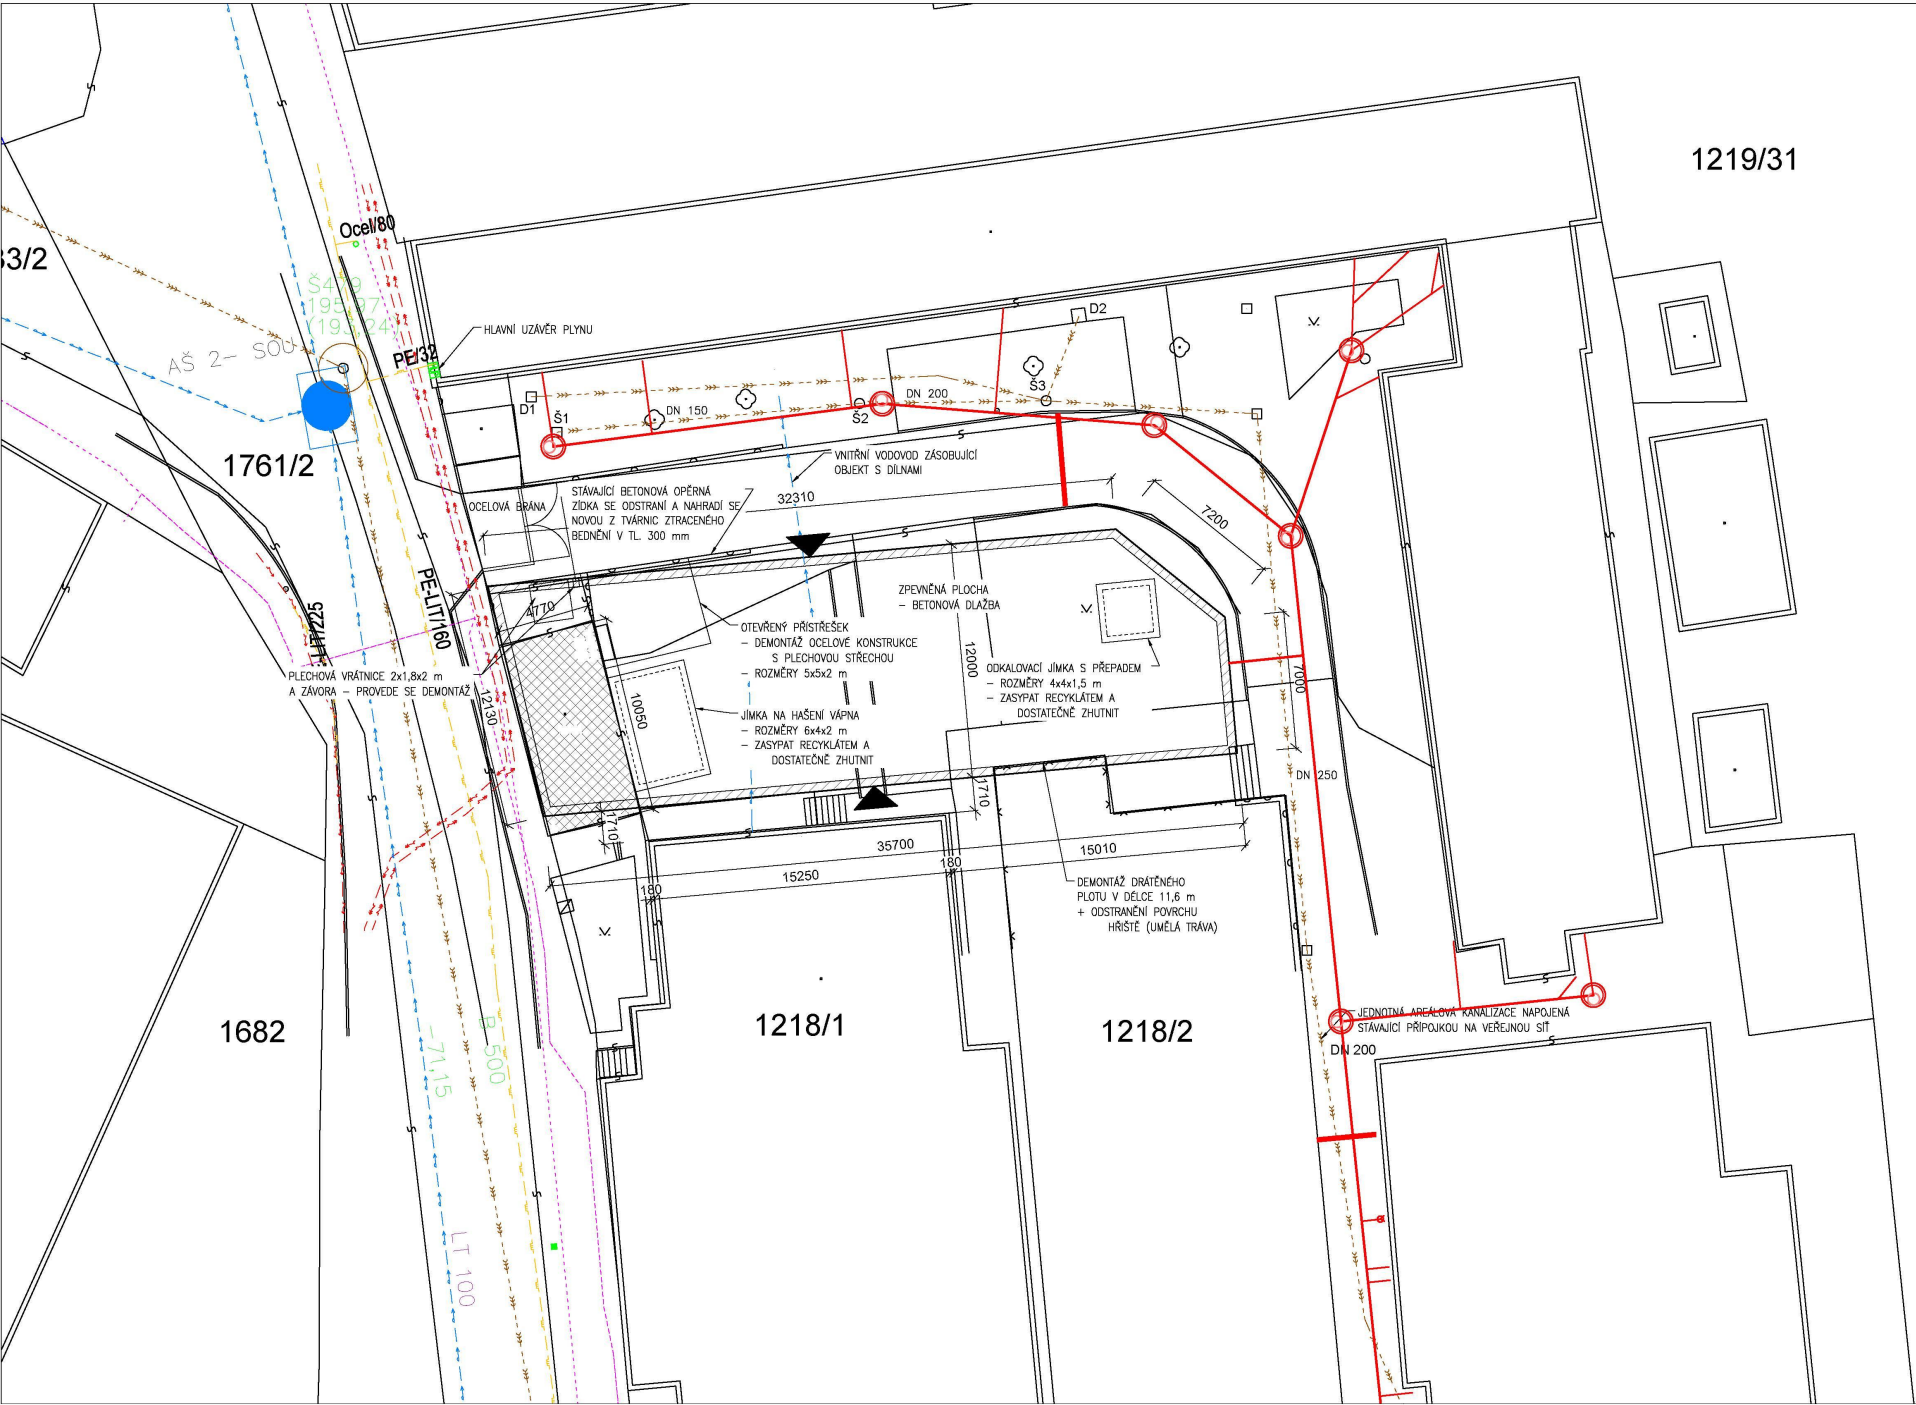 1219/31
33/2
Ocel/80
Š479
195,97
AŠ 2- SOU
PE/32
HLAVNÍ UZÁVĚR PLYNU
D2
Š3
D1
Š1
DN 150
Š2
DN 200
1761/2
VNITŘNÍ VODOVOD ZÁSOBUJÍCÍ
OBJEKT S DÍLNAMI
OCELOVÁ BRÁNA
STÁVAJÍCÍ BETONOVÁ OPĚRNÁ
ZÍDKA SE ODSTRANÍ A NAHRADÍ SE
NOVOU Z TVÁRNIC ZTRACENÉHO
BEDNĚNÍ V TL. 300 mm
32310
7200
PE-LIT/160
4770
ZPEVNĚNÁ PLOCHA
– BETONOVÁ DLAŽBA
OTEVŘENÝ PŘÍSTŘEŠEK
– DEMONTÁŽ OCELOVÉ KONSTRUKCE
S PLECHOVOU STŘECHOU
– ROZMĚRY 5x5x2 m
12000
ODKALOVACÍ JÍMKA S PŘEPADEM
– ROZMĚRY 4x4x1,5 m
– ZASYPAT RECYKLÁTEM A
DOSTATEČNĚ ZHUTNIT
7000
PLECHOVÁ VRÁTNICE 2x1,8x2 m
A ZÁVORA – PROVEDE SE DEMONTÁŽ
12130
10050
JÍMKA NA HAŠENÍ VÁPNA
– ROZMĚRY 6x4x2 m
– ZASYPAT RECYKLÁTEM A
DOSTATEČNĚ ZHUTNIT
DN 250
1710
1710
35700
15010
180
15250
180
DEMONTÁŽ DRÁTĚNÉHO
PLOTU V DÉLCE 11,6 m
+ ODSTRANĚNÍ POVRCHU
HŘIŠTĚ (UMĚLÁ TRÁVA)
1682
1218/1
1218/2
JEDNOTNÁ AREÁLOVÁ KANALIZACE NAPOJENÁ
STÁVAJÍCÍ PŘÍPOJKOU NA VEŘEJNOU SÍŤ
DN 200
B 500
-71,15
LT 100